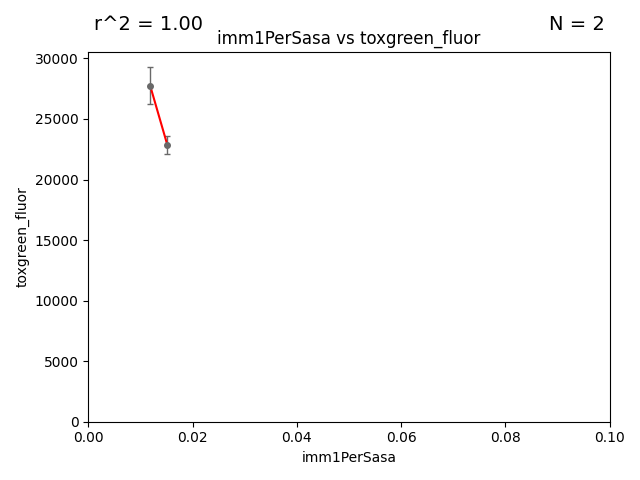 r^2 = 1.00
N = 2
imm1PerSasa vs toxgreen_fluor
30000
25000
20000
15000
10000
5000
0
toxgreen_fluor
0.00 0.02 0.04 0.06 0.08 0.10
imm1PerSasa